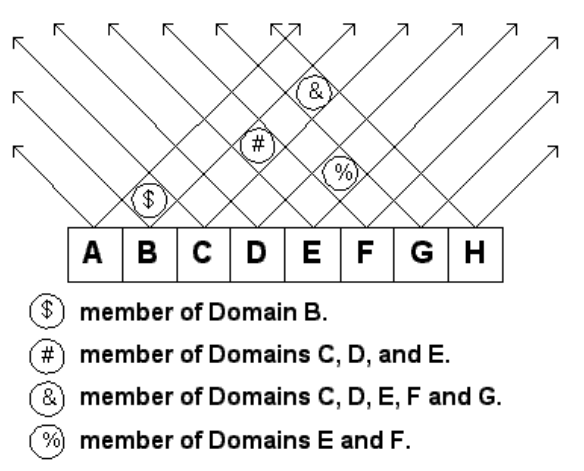 &
#
%
$
A B C D E F G H
$ member of Domain B.
# member of Domains C, D, and E.
& member of Domains C, D, E, F and G.
% member of Domains E and F.